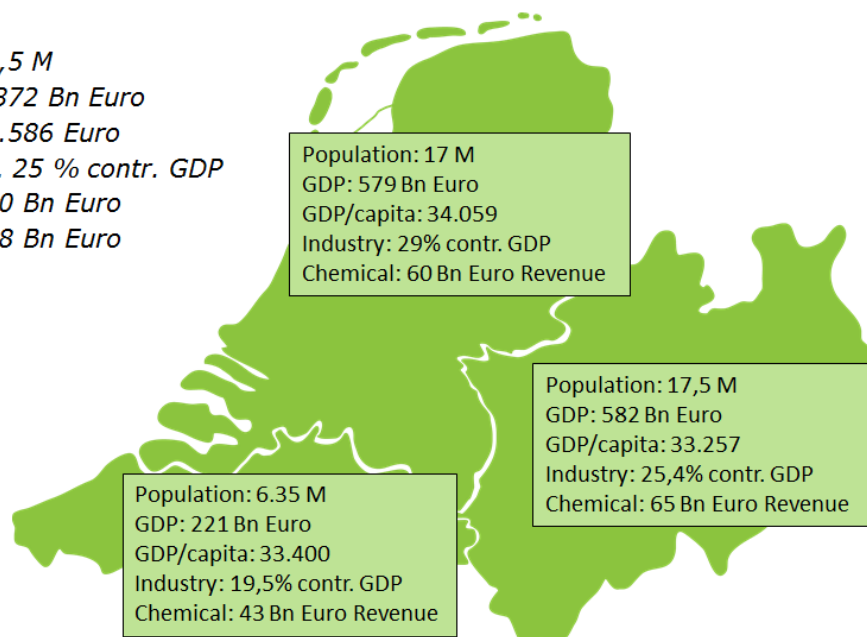 ,5 M
372 Bn Euro
.586 Euro
, 25 % contr. GDP
0 Bn Euro
8 Bn Euro
Population: 17 M
GDP: 579 Bn Euro
GDP/capita: 34.059
Industry: 29% contr. GDP
Chemical: 60 Bn Euro Revenue
Population: 17,5 M
GDP: 582 Bn Euro
GDP/capita: 33.257
Industry: 25,4% contr. GDP
Chemical: 65 Bn Euro Revenue
Population: 6.35 M
GDP: 221 Bn Euro
GDP/capita: 33.400
Industry: 19,5% contr. GDP
Chemical: 43 Bn Euro Revenue